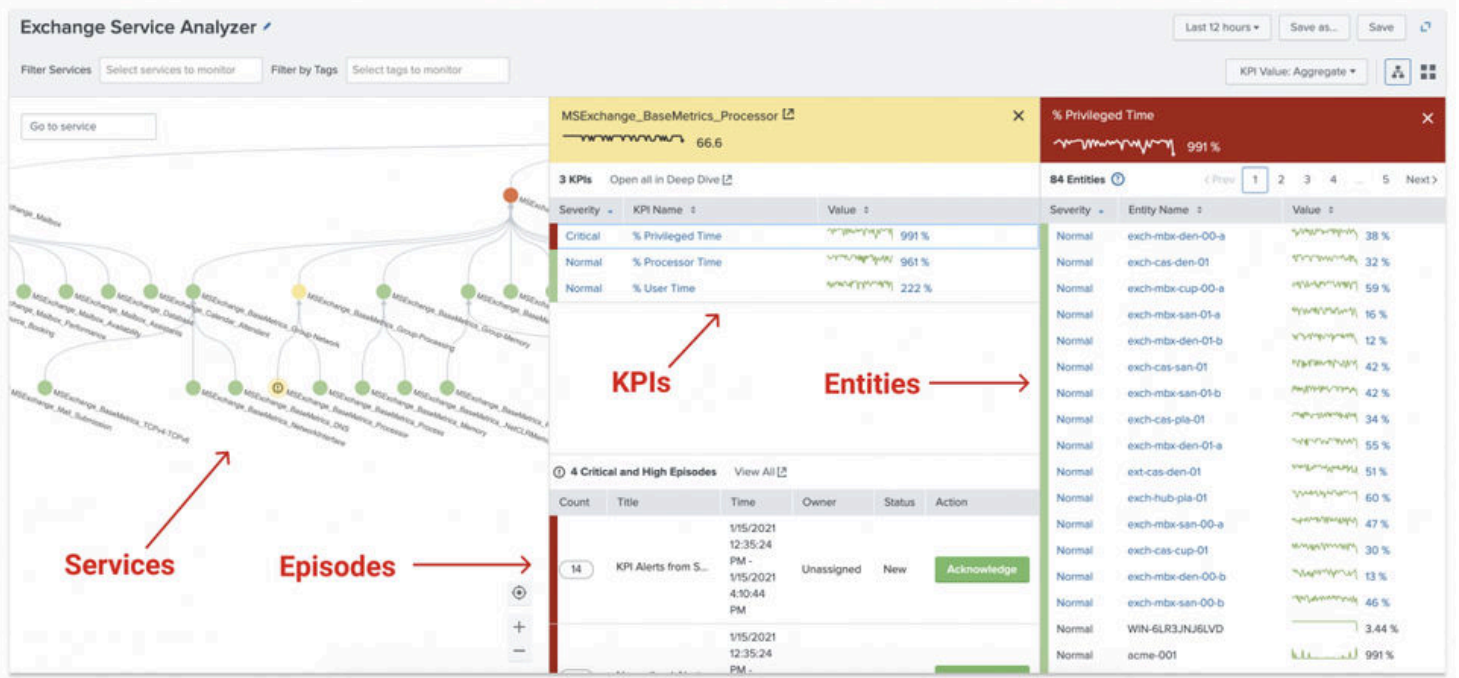 Exchange Service Analyzer
Last 12 hours
Save as...
Save
Filter Services
Select services to monitor
Filter by Tags
Select tags to monitor
KPI Value: Aggregate
Go to service
MSExchange_Mail_Submission
MSExchange_BaseMetrics_TCPv4-TCPv6
MSExchange_Mailbox_Availability
MSExchange_Mailbox_Assistants
MSExchange_Database
MSExchange_Calendar_Attendant
MSExchange_BaseMetrics_Group-Network
MSExchange_BaseMetrics_Group-Processing
MSExchange_BaseMetrics_Group-Memory
MSExchange_BaseMetrics_NetworkInterface
MSExchange_BaseMetrics_DNS
MSExchange_BaseMetrics_Processor
MSExchange_BaseMetrics_Process
MSExchange_BaseMetrics_Memory
Services
Episodes
MSExchange_BaseMetrics_Processor
66.6
3 KPIs Open all in Deep Dive
Severity KPI Name Value
Critical % Privileged Time 991 %
Normal % Processor Time 961 %
Normal % User Time 222 %
KPIs
Entities
4 Critical and High Episodes View All
Count Title Time Owner Status Action
14 KPI Alerts from S... Unassigned New Acknowledge
1/15/2021
12:35:24
PM -
1/15/2021
4:10:44
PM
1/15/2021
12:35:24
PM -
% Privileged Time
991 %
84 Entities < Prev 1 2 3 4 ... 5 Next >
Severity Entity Name Value
Normal exch-mbx-den-00-a 38 %
Normal exch-cas-den-01 32 %
Normal exch-mbx-cup-00-a 59 %
Normal exch-mbx-san-01-a 16 %
Normal exch-mbx-den-01-b 12 %
Normal exch-cas-san-01 42 %
Normal exch-mbx-san-01-b 42 %
Normal exch-cas-pla-01 34 %
Normal exch-mbx-den-01-a 55 %
Normal ext-cas-den-01 51 %
Normal exch-hub-pla-01 60 %
Normal exch-mbx-san-00-a 47 %
Normal exch-cas-cup-01 30 %
Normal exch-mbx-den-00-b 13 %
Normal exch-mbx-san-00-b 46 %
Normal WIN-6LR3JNJ6LVD 3.44 %
Normal acme-001 991 %